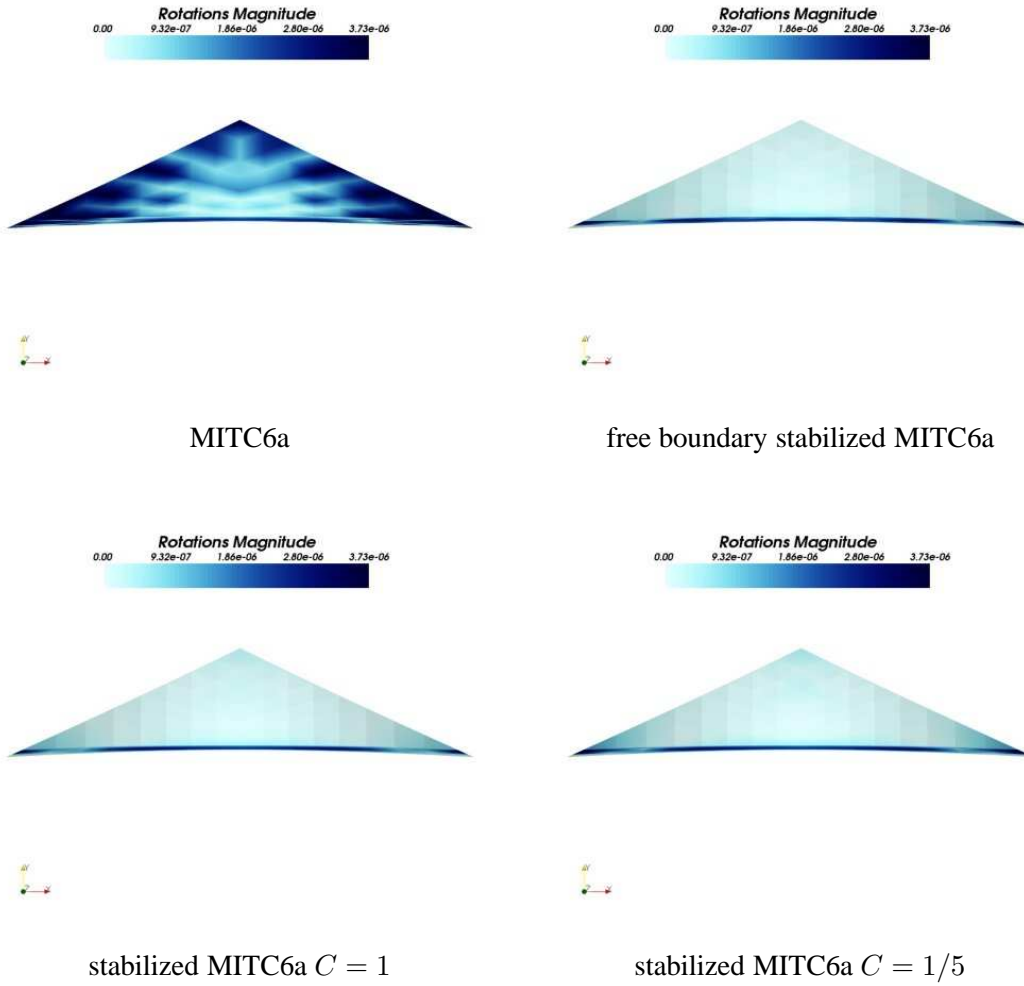 Rotations Magnitude
0.00 9.32e-07 1.86e-06 2.80e-06 3.73e-06
Y
Z
X
MITC6a
Rotations Magnitude
0.00 9.32e-07 1.86e-06 2.80e-06 3.73e-06
Y
Z
X
free boundary stabilized MITC6a
Rotations Magnitude
0.00 9.32e-07 1.86e-06 2.80e-06 3.73e-06
Y
Z
X
stabilized MITC6a C = 1
Rotations Magnitude
0.00 9.32e-07 1.86e-06 2.80e-06 3.73e-06
Y
Z
X
stabilized MITC6a C = 1/5